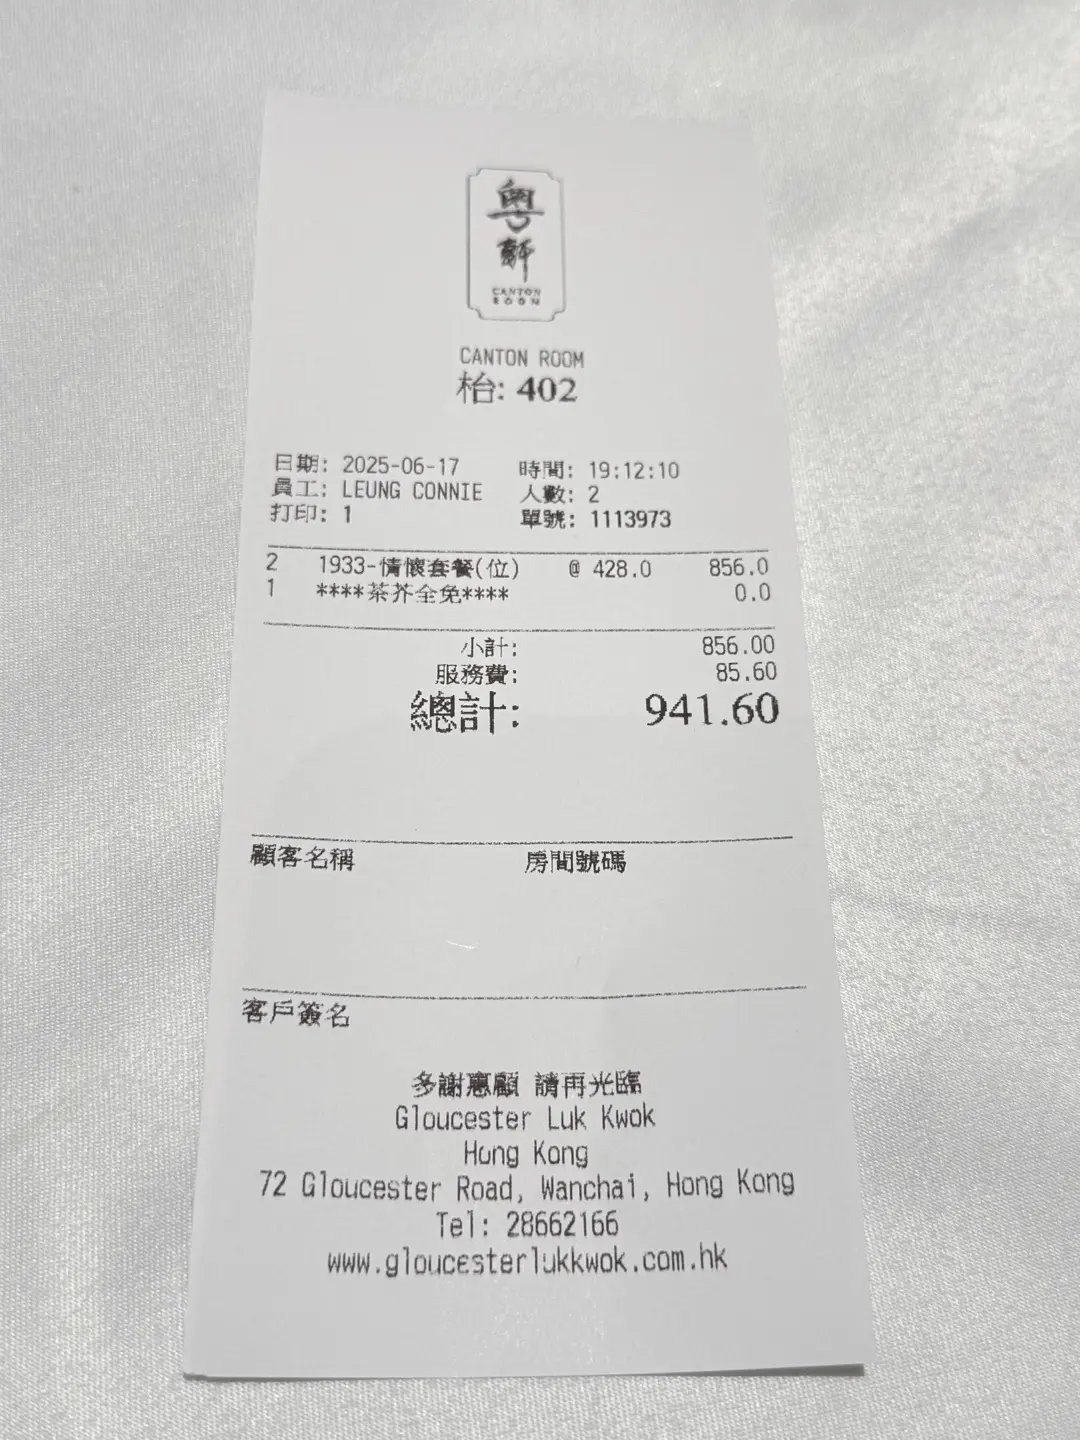 粵
軒
CANTON
ROOM
CANTON ROOM
枱: 402
日期: 2025-06-17 時間: 19:12:10
員工: LEUNG CONNIE 人數: 2
打印: 1 單號: 1113973
2 1933-情懷套餐(位) @ 428.0 856.0
1 ****茶芥全免**** 0.0
小計: 856.00
服務費: 85.60
總計: 941.60
顧客名稱 房間號碼
客戶簽名
多謝惠顧 請再光臨
Gloucester Luk Kwok
Hong Kong
72 Gloucester Road, Wanchai, Hong Kong
Tel: 28662166
www.gloucesterlukkwok.com.hk